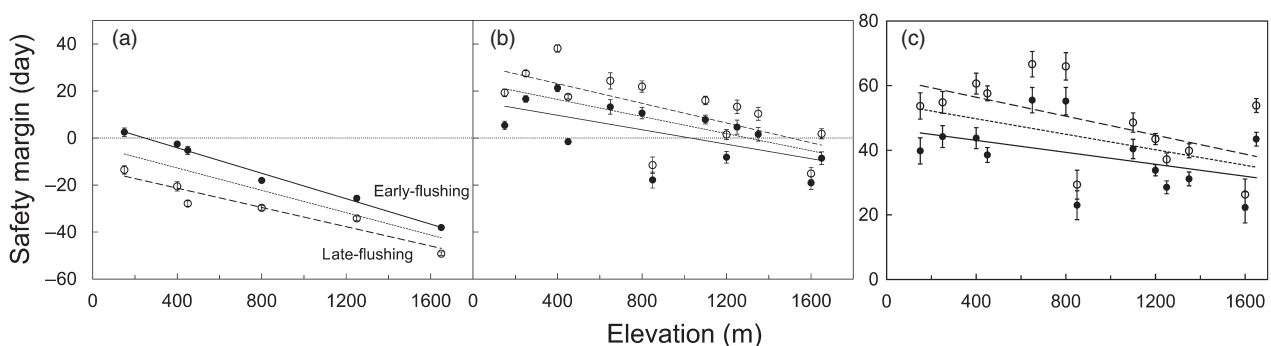 (a)
(b)
(c)
Safety margin (day)
40
20
0
–20
–40
–60
80
60
40
20
0
Early-flushing
Late-flushing
0 400 800 1200 1600
0 400 800 1200 1600
0 400 800 1200 1600
Elevation (m)